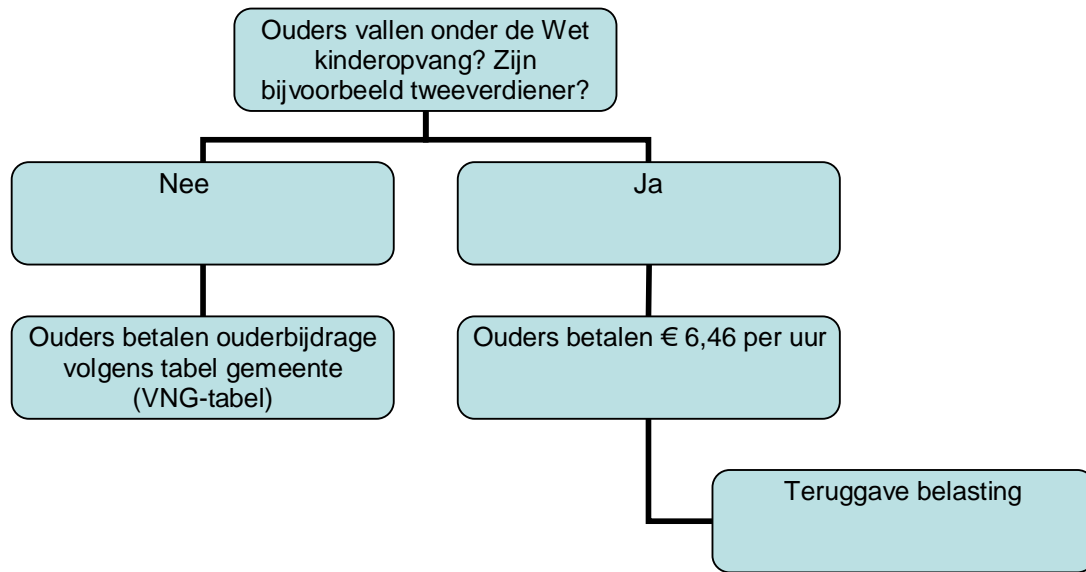 Ouders vallen onder de Wet
kinderopvang? Zijn
bijvoorbeeld tweeverdiener?
Nee
Ja
Ouders betalen ouderbijdrage
volgens tabel gemeente
(VNG-tabel)
Ouders betalen € 6,46 per uur
Teruggave belasting